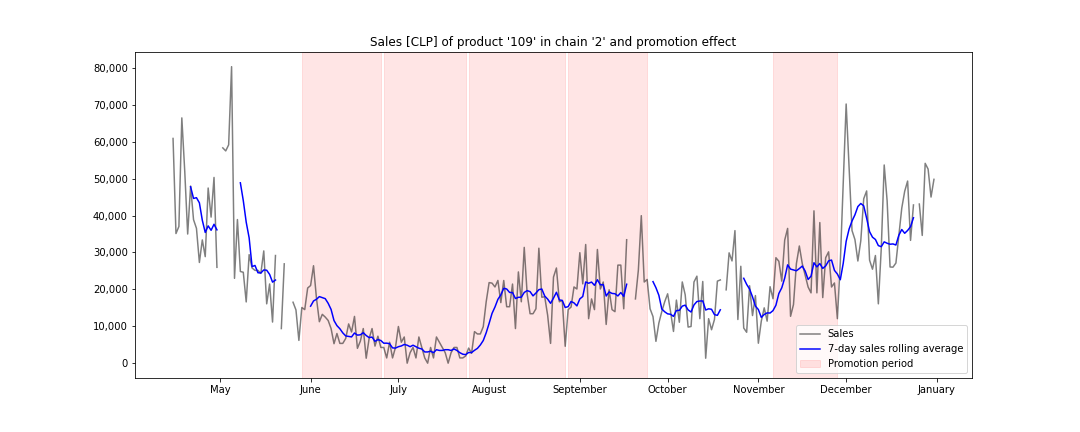 Sales [CLP] of product '109' in chain '2' and promotion effect
80,000
70,000
60,000
50,000
40,000
30,000
20,000
10,000
0
Sales
7-day sales rolling average
Promotion period
May
June
July
August
September
October
November
December
January